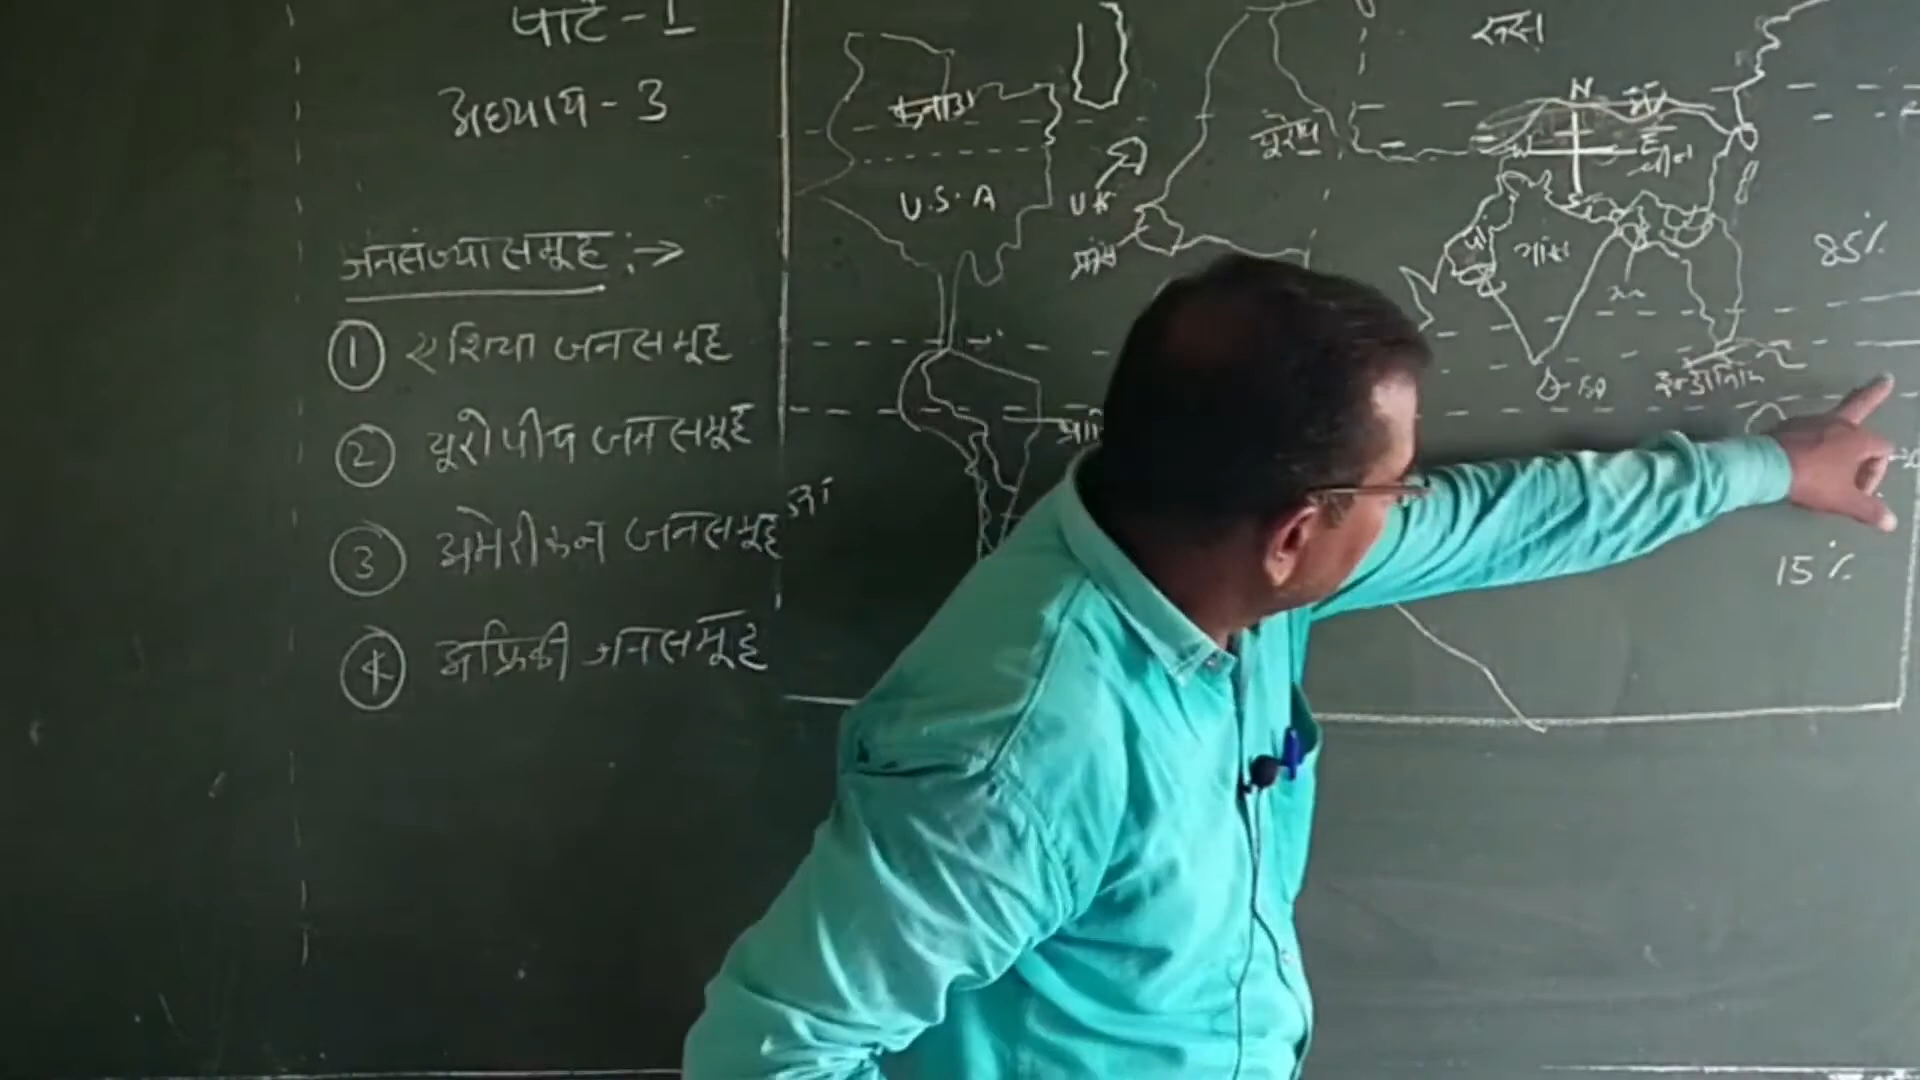 पार्ट - 1
अध्याय - 3
जनसंख्या समूह :→
① एशिया जनसमूह
② यूरोपीय जनसमूह
③ अमेरीकन जनसमूह
④ अफ्रिकी जनसमूह
कनाडा
U.S.A
U.K
फ्रांस
यूरोप
रूस
N
W
E
S
चीन
85%
15%